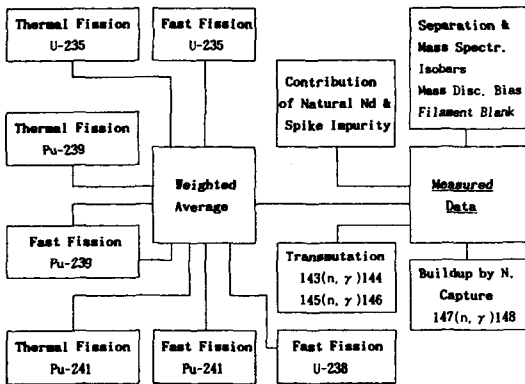 Thermal Fission
U-235
Fast Fission
U-235
Separation &
Mass Spectr.
Isobars
Mass Disc. Bias
Filament Blank
Contribution
of Natural Nd &
Spike Impurity
Thermal Fission
Pu-239
Weighted
Average
Measured
Data
Fast Fission
Pu-239
Transmutation
143(n, γ)144
145(n, γ)146
Buildup by N.
Capture
147(n, γ)148
Thermal Fission
Pu-241
Fast Fission
Pu-241
Fast Fission
U-238